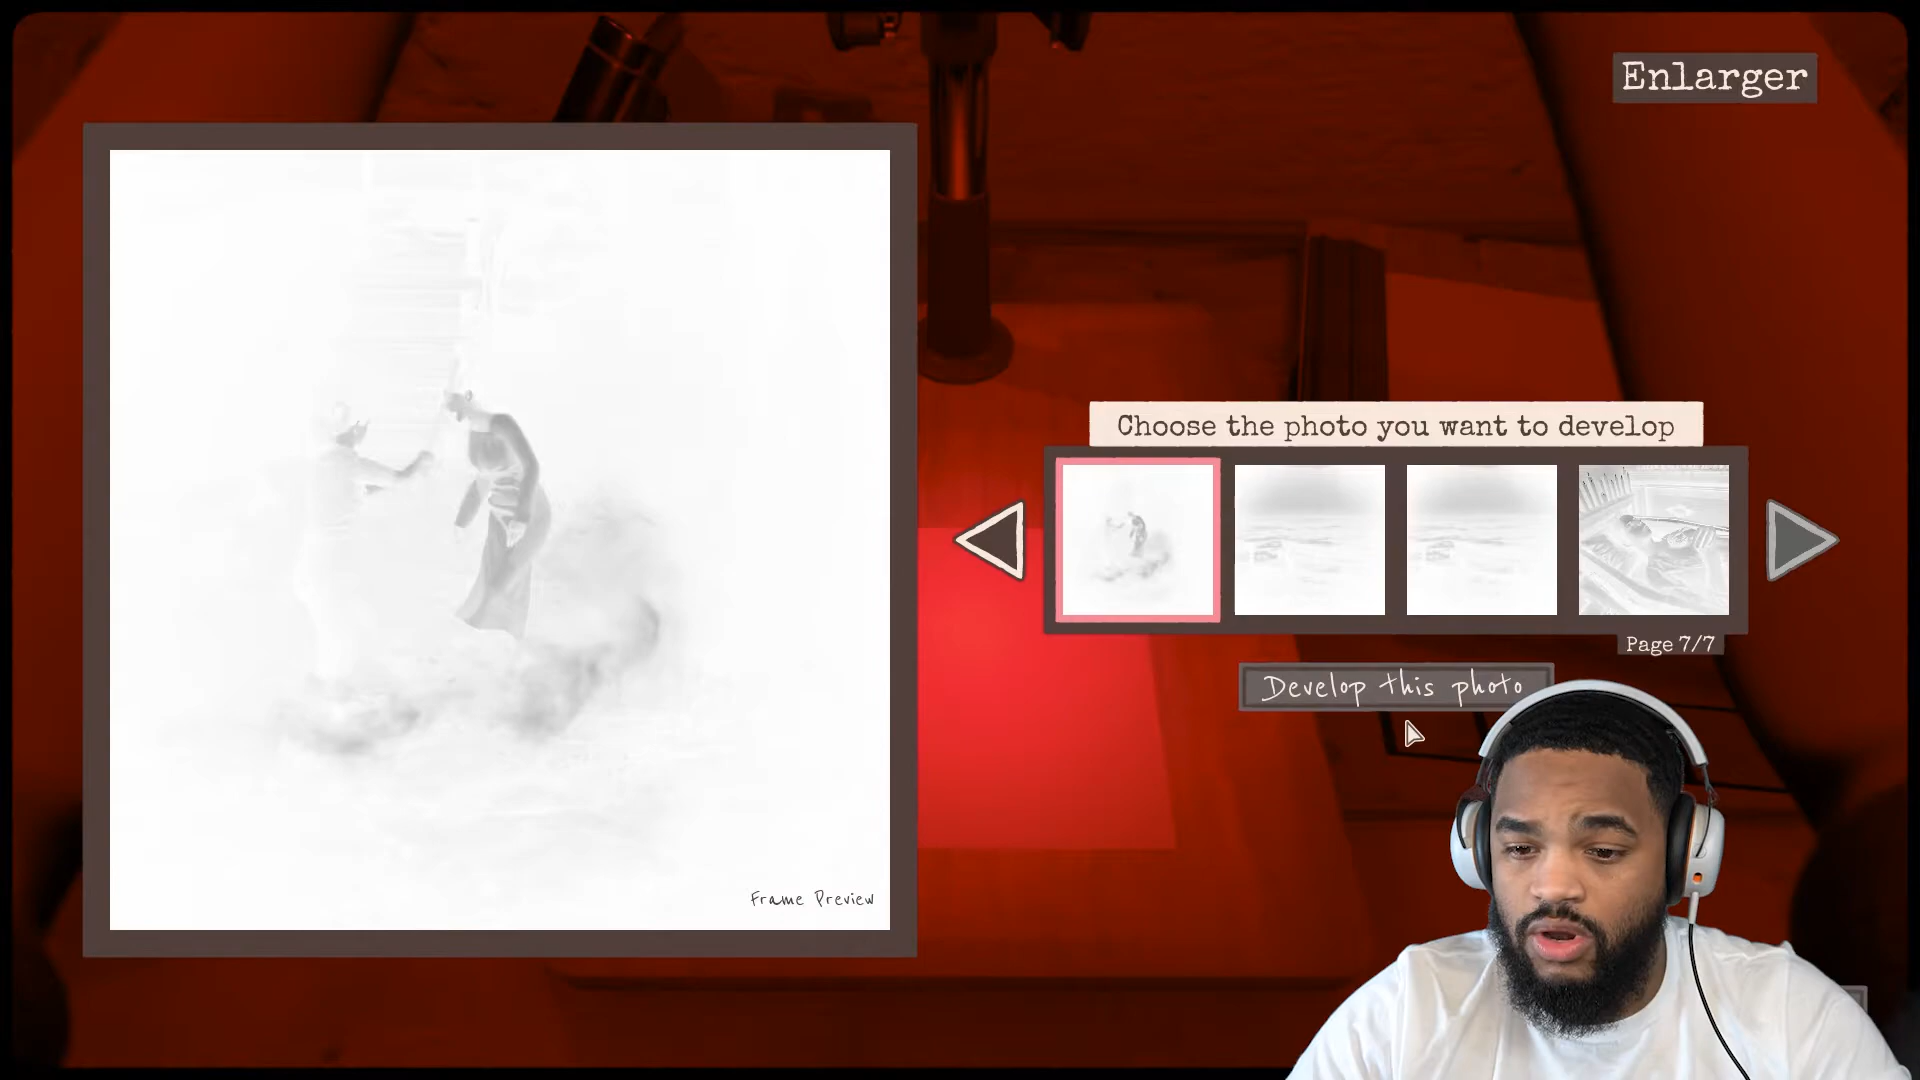 Enlarger
Choose the photo you want to develop
Page 7/7
Develop this photo
Frame Preview